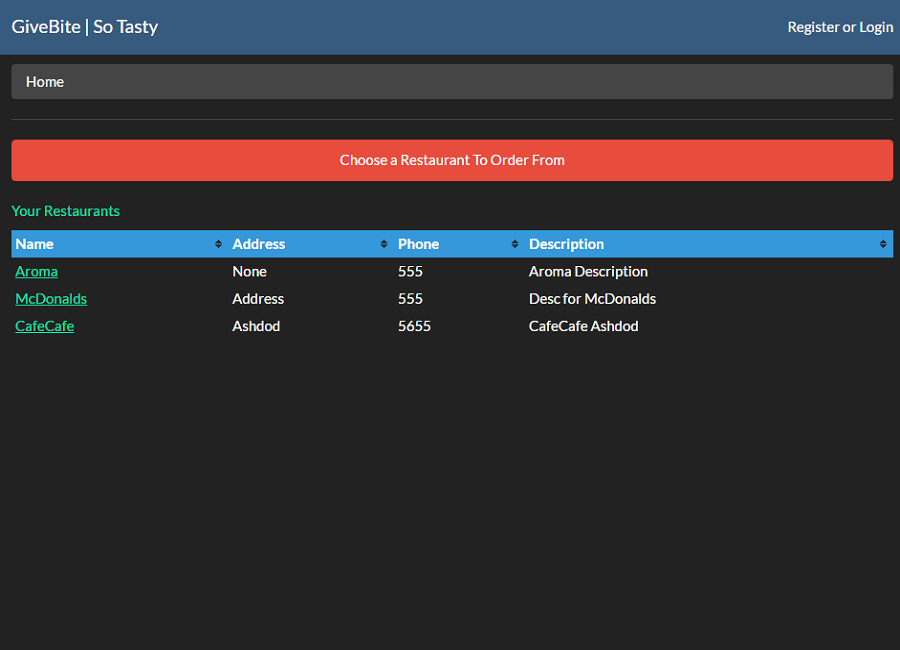 GiveBite | So Tasty Register or Login
Home
Choose a Restaurant To Order From
Your Restaurants
Name Address Phone Description
Aroma None 555 Aroma Description
McDonalds Address 555 Desc for McDonalds
CafeCafe Ashdod 5655 CafeCafe Ashdod